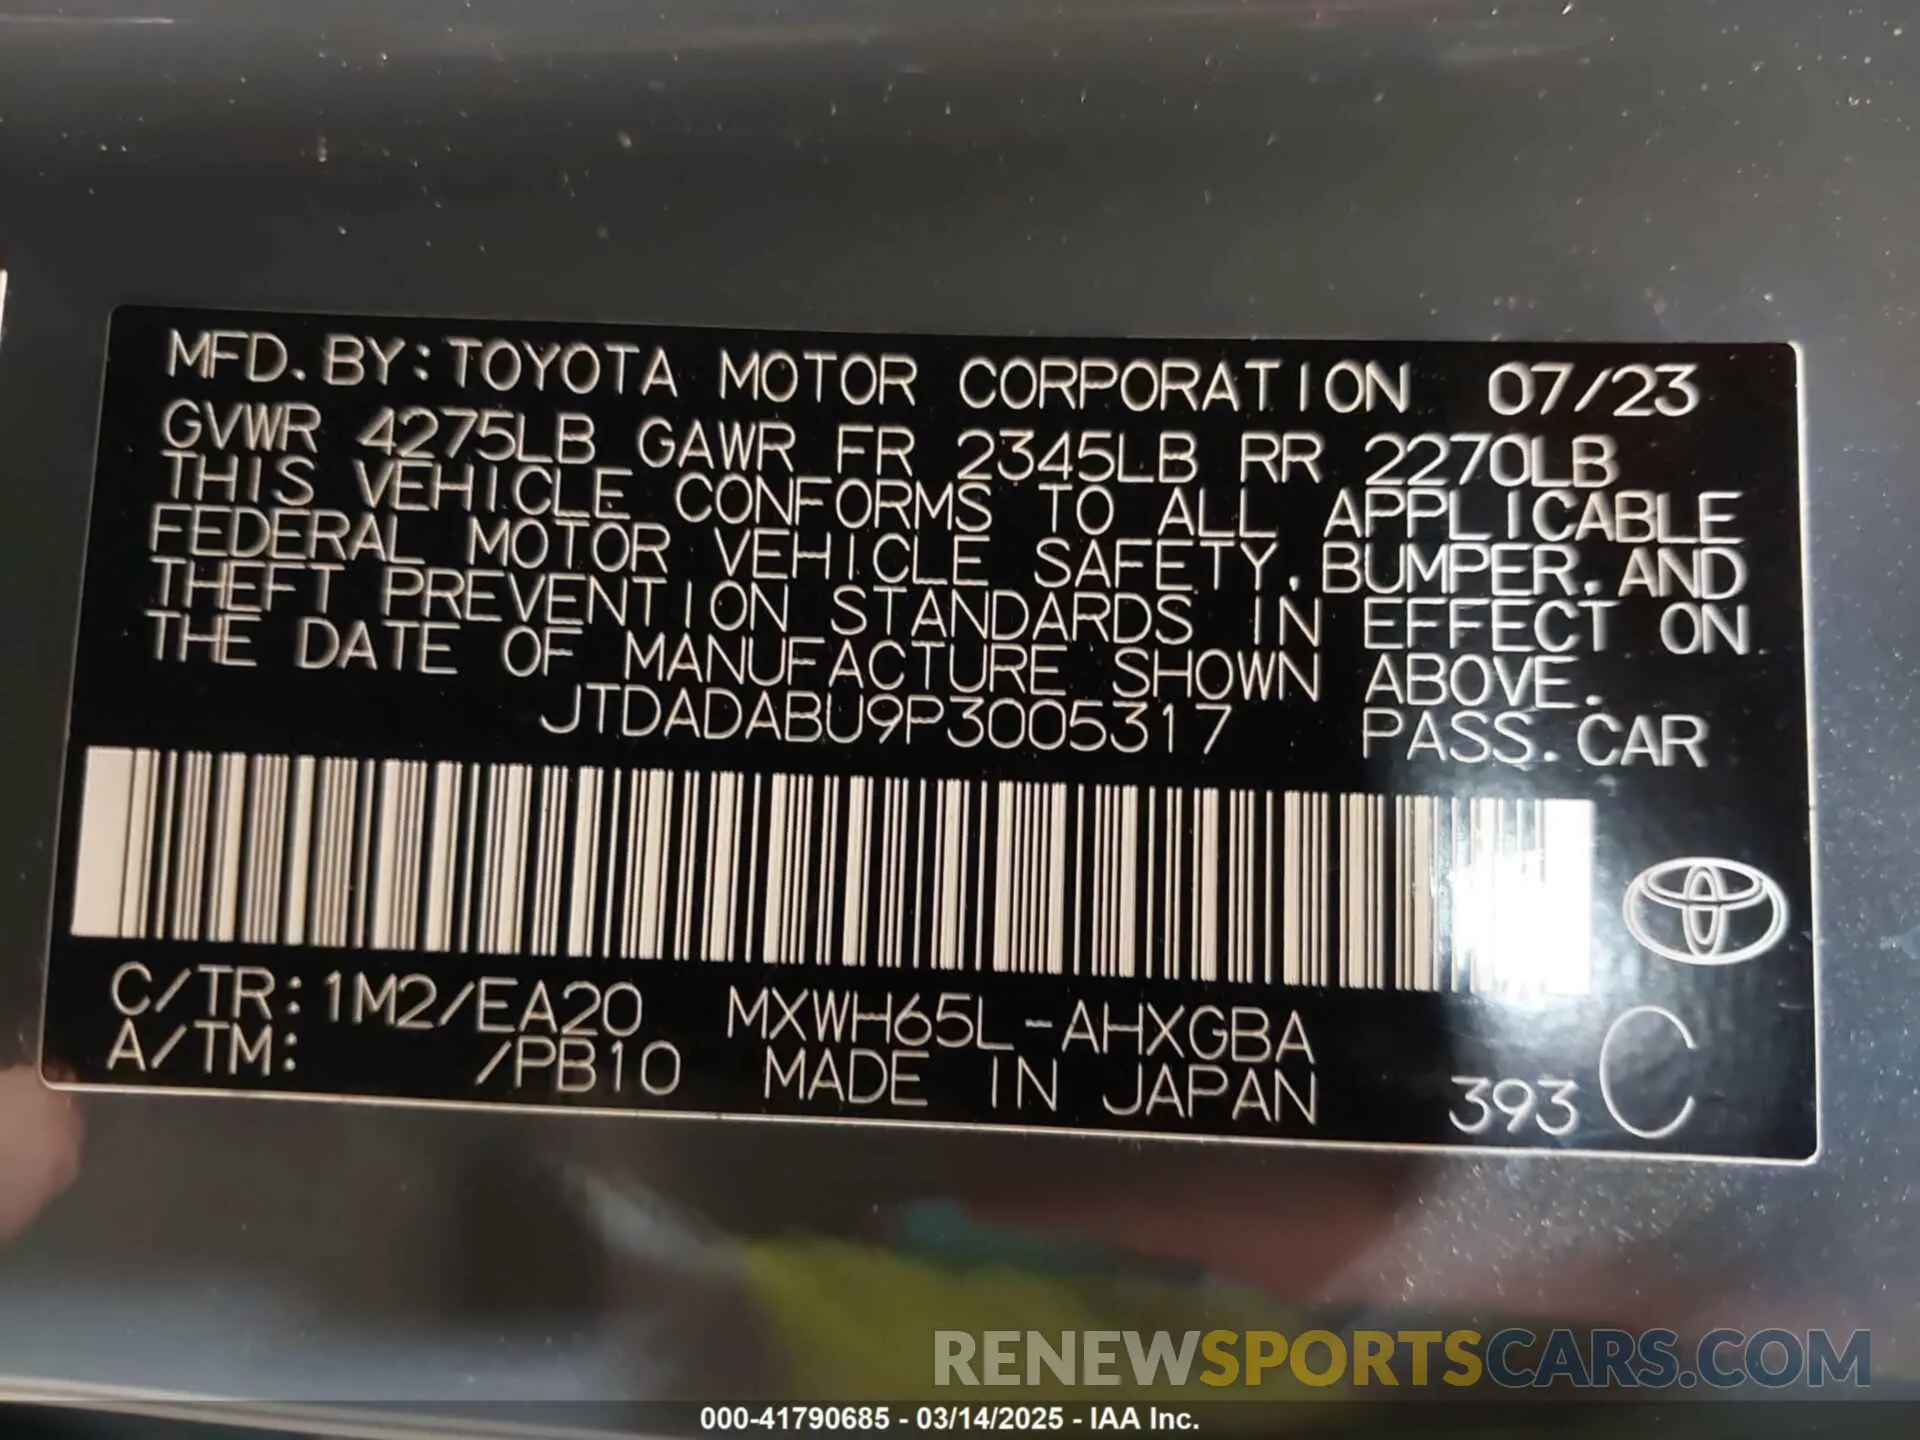 MFD. BY: TOYOTA MOTOR CORPORATION 07/23
GVWR 4275LB GAWR FR 2345LB RR 2270LB
THIS VEHICLE CONFORMS TO ALL APPLICABLE
FEDERAL MOTOR VEHICLE SAFETY, BUMPER, AND
THEFT PREVENTION STANDARDS IN EFFECT ON
THE DATE OF MANUFACTURE SHOWN ABOVE.
JTDADABU9P3005317 PASS. CAR
C/TR: 1M2/EA20 MXWH65L-AHXGBA
A/TM: /PB10 MADE IN JAPAN 393 C
RENEWSPORTSCARS.COM
000-41790685 - 03/14/2025 - IAA Inc.